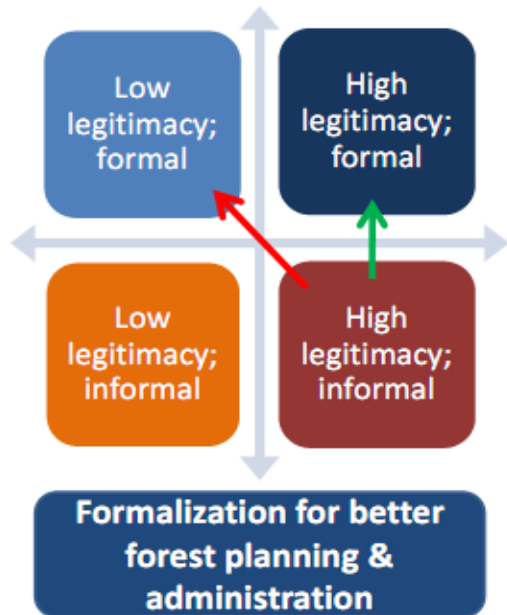 Low
legitimacy;
formal
High
legitimacy;
formal
Low
legitimacy;
informal
High
legitimacy;
informal
Formalization for better
forest planning &
administration